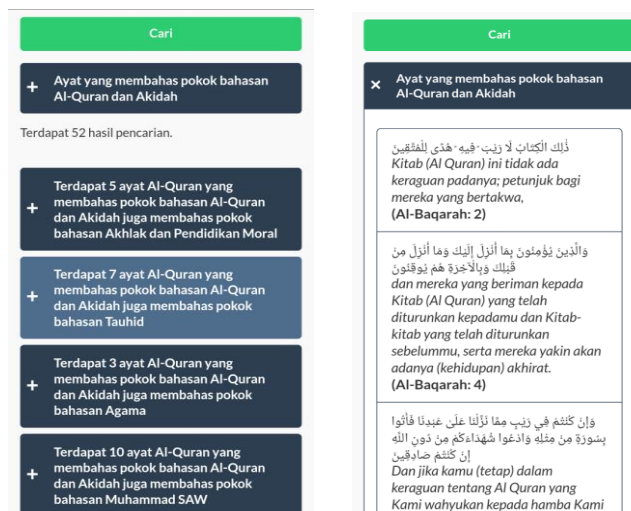 Cari
Ayat yang membahas pokok bahasan
Al-Quran dan Akidah
Terdapat 52 hasil pencarian.
Terdapat 5 ayat Al-Quran yang
membahas pokok bahasan Al-Quran
dan Akidah juga membahas pokok
bahasan Akhlak dan Pendidikan Moral
Terdapat 7 ayat Al-Quran yang
membahas pokok bahasan Al-Quran
dan Akidah juga membahas pokok
bahasan Tauhid
Terdapat 3 ayat Al-Quran yang
membahas pokok bahasan Al-Quran
dan Akidah juga membahas pokok
bahasan Agama
Terdapat 10 ayat Al-Quran yang
membahas pokok bahasan Al-Quran
dan Akidah juga membahas pokok
bahasan Muhammad SAW
Cari
Ayat yang membahas pokok bahasan
Al-Quran dan Akidah
ذَٰلِكَ الْكِتَابُ لَا رَيْبَ ۛ فِيهِ ۛ هُدًى لِلْمُتَّقِينَ
Kitab (Al Quran) ini tidak ada
keraguan padanya; petunjuk bagi
mereka yang bertakwa,
(Al-Baqarah: 2)
وَالَّذِينَ يُؤْمِنُونَ بِمَا أُنْزِلَ إِلَيْكَ وَمَا أُنْزِلَ مِنْ
قَبْلِكَ وَبِالْآخِرَةِ هُمْ يُوقِنُونَ
dan mereka yang beriman kepada
Kitab (Al Quran) yang telah
diturunkan kepadamu dan Kitab-
kitab yang telah diturunkan
sebelummu, serta mereka yakin akan
adanya (kehidupan) akhirat.
(Al-Baqarah: 4)
وَإِنْ كُنْتُمْ فِي رَيْبٍ مِمَّا نَزَّلْنَا عَلَىٰ عَبْدِنَا فَأْتُوا
بِسُورَةٍ مِنْ مِثْلِهِ وَادْعُوا شُهَدَاءَكُمْ مِنْ دُونِ اللَّهِ
إِنْ كُنْتُمْ صَادِقِينَ
Dan jika kamu (tetap) dalam
keraguan tentang Al Quran yang
Kami wahyukan kepada hamba Kami